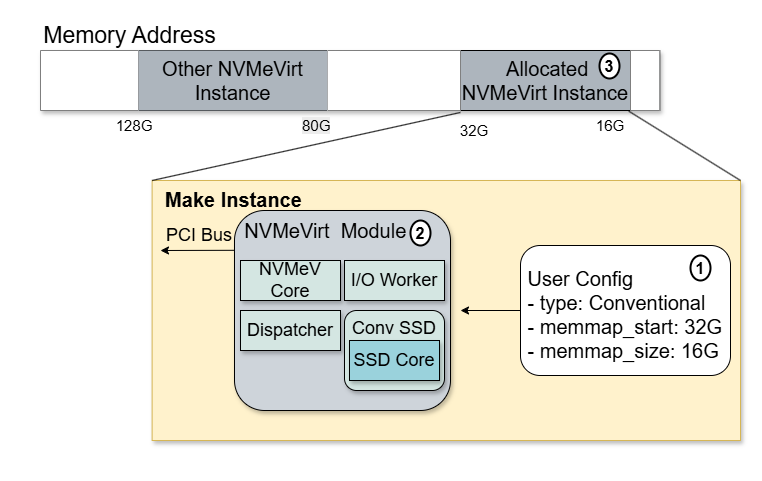 Memory Address
Other NVMeVirt
Instance
Allocated ③
NVMeVirt Instance
128G
80G
32G
16G
Make Instance
PCI Bus
NVMeVirt Module ②
NVMeV
Core
I/O Worker
Dispatcher
Conv SSD
SSD Core
①
User Config
- type: Conventional
- memmap_start: 32G
- memmap_size: 16G